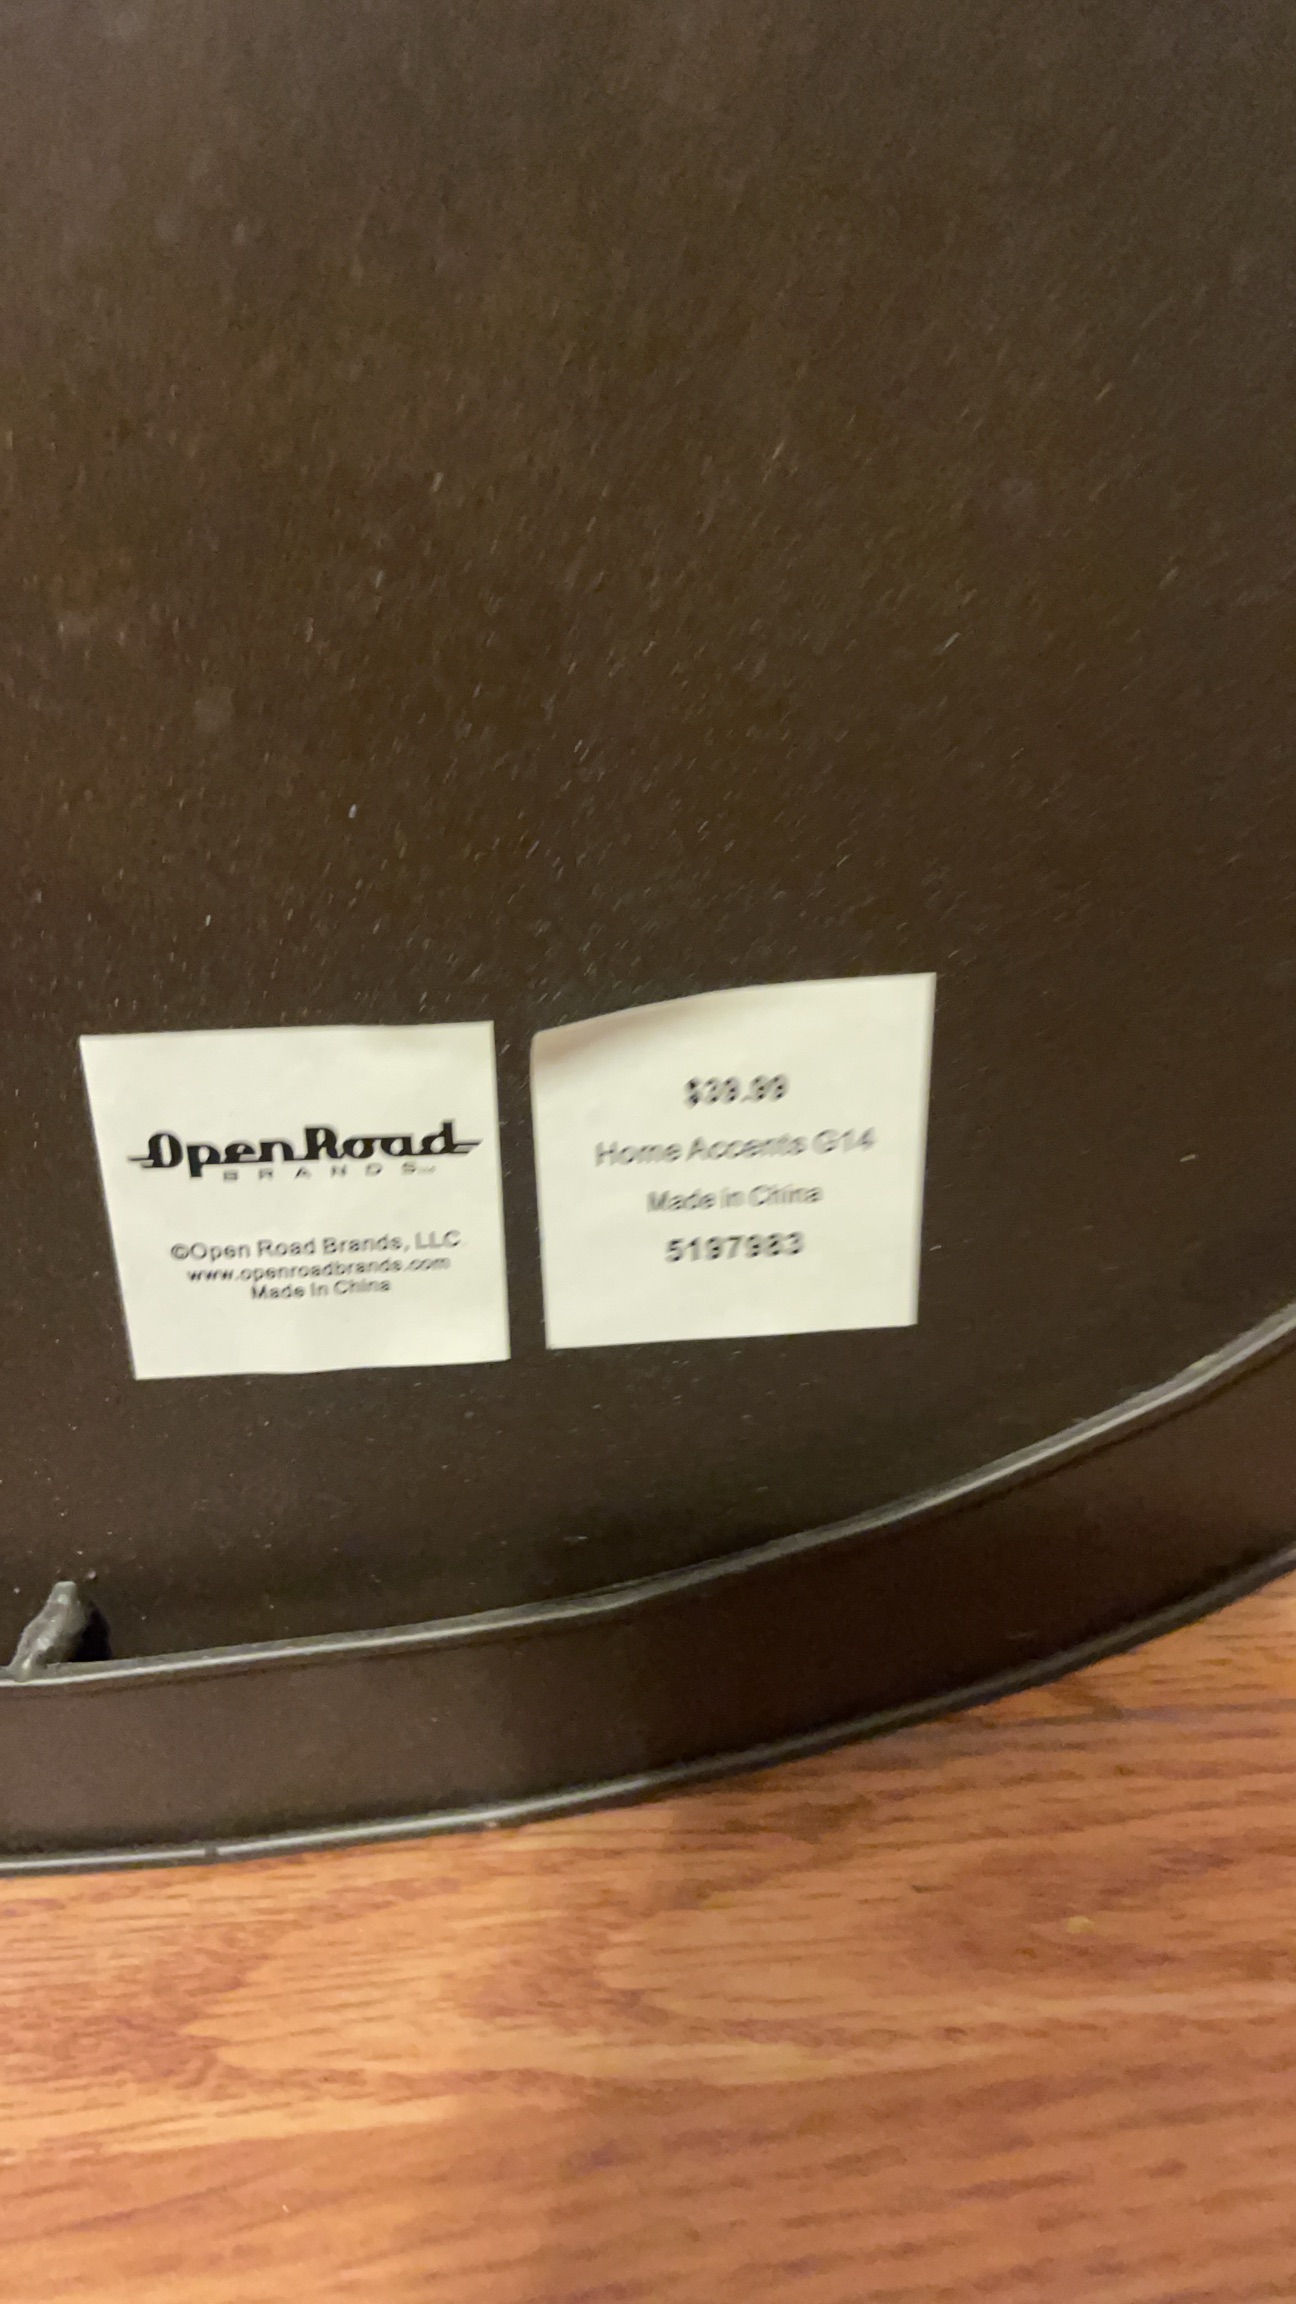 OpenRoad
BRANDS
©Open Road Brands, LLC
www.openroadbrands.com
Made In China
$39.99
Home Accents G14
Made in China
5197983